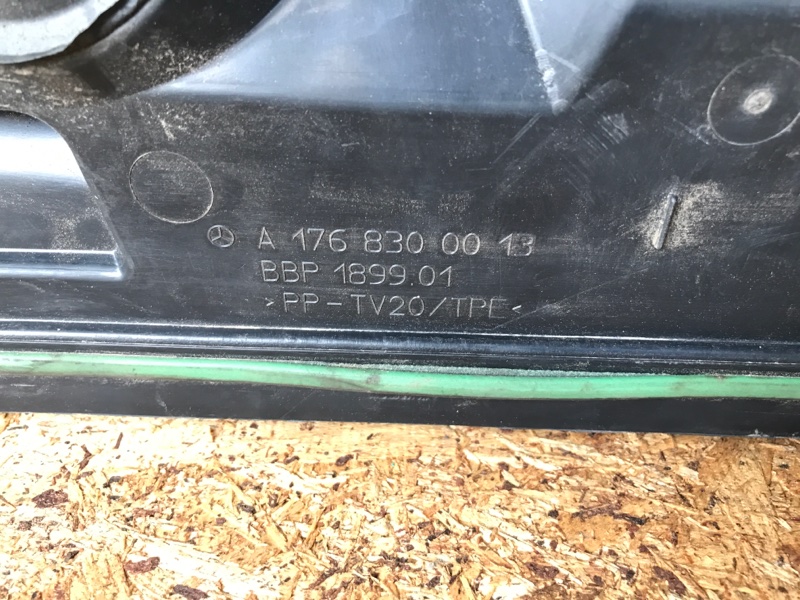 A 176 830 00 13
BBP 1899.01
>PP-TV20/TPE<